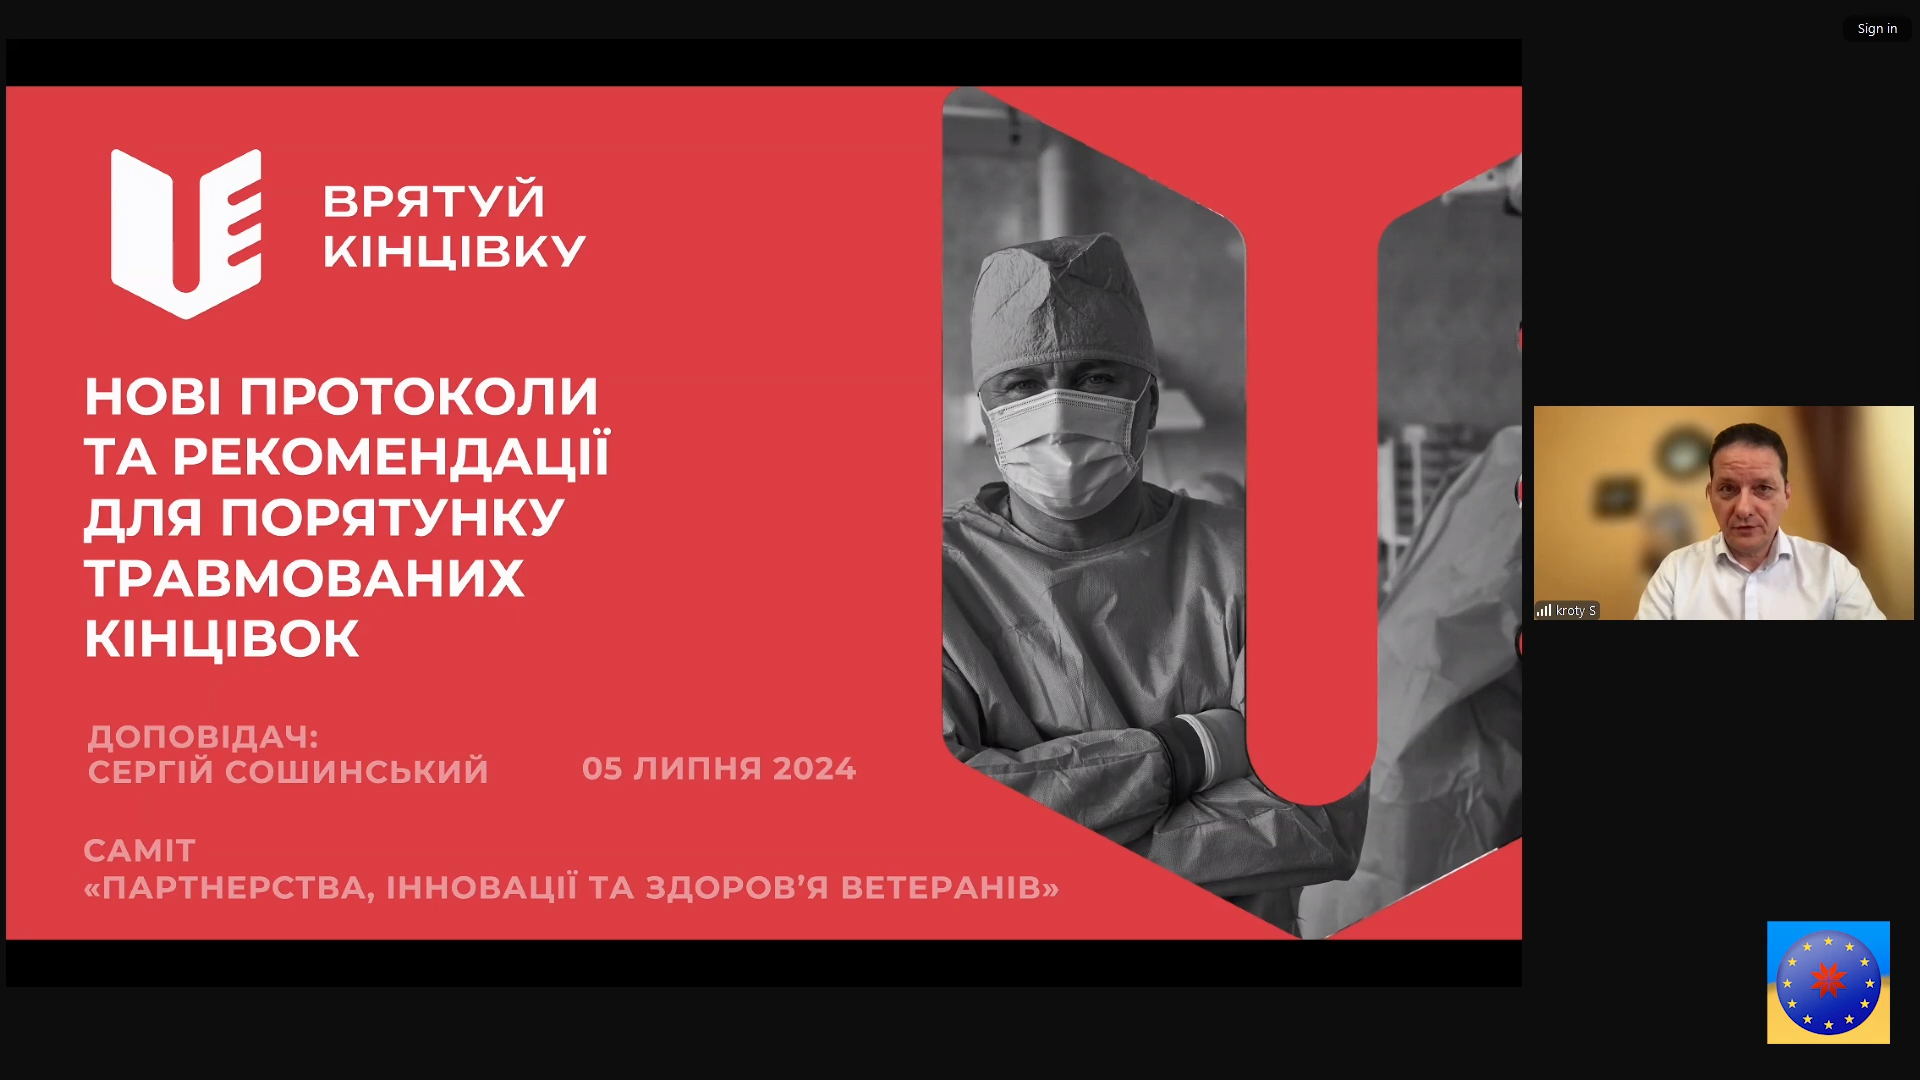 Sign in
ВРЯТУЙ
КІНЦІВКУ
НОВІ ПРОТОКОЛИ
ТА РЕКОМЕНДАЦІЇ
ДЛЯ ПОРЯТУНКУ
ТРАВМОВАНИХ
КІНЦІВОК
ДОПОВІДАЧ:
СЕРГІЙ СОШИНСЬКИЙ
05 ЛИПНЯ 2024
САМІТ
«ПАРТНЕРСТВА, ІННОВАЦІЇ ТА ЗДОРОВ’Я ВЕТЕРАНІВ»
kroty S